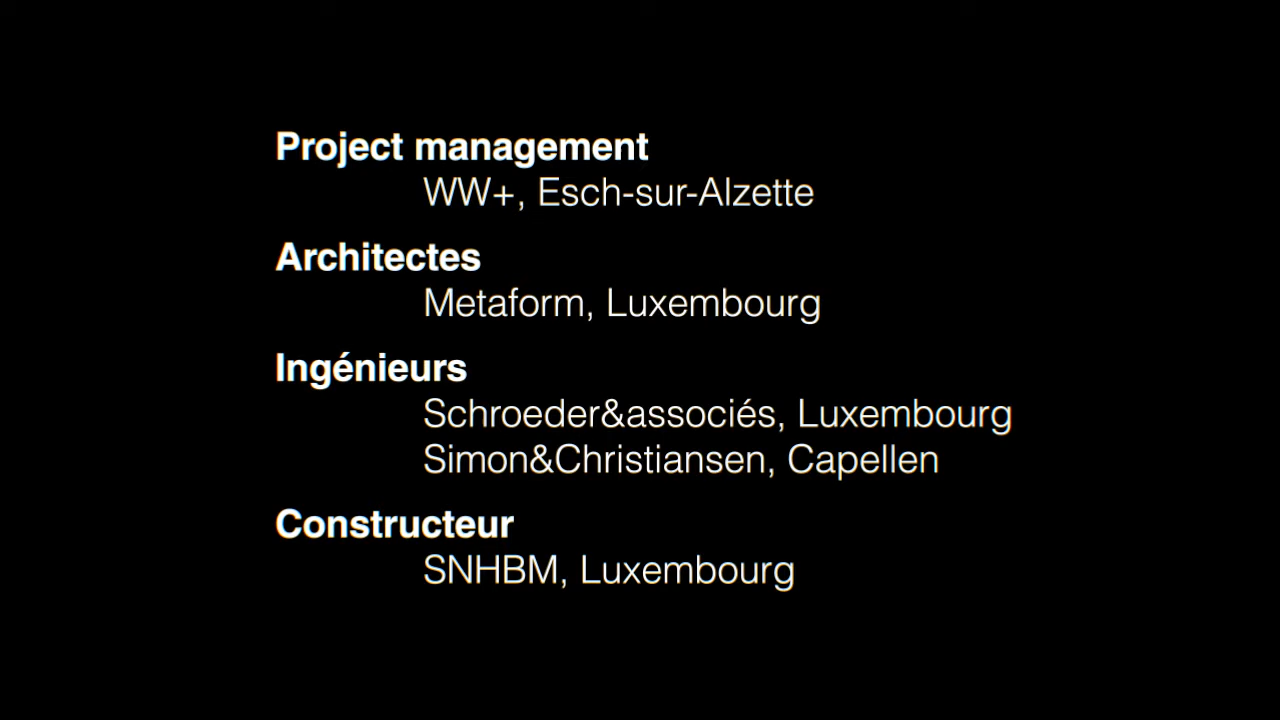 Project management
WW+, Esch-sur-Alzette
Architectes
Metaform, Luxembourg
Ingénieurs
Schroeder&associés, Luxembourg
Simon&Christiansen, Capellen
Constructeur
SNHBM, Luxembourg